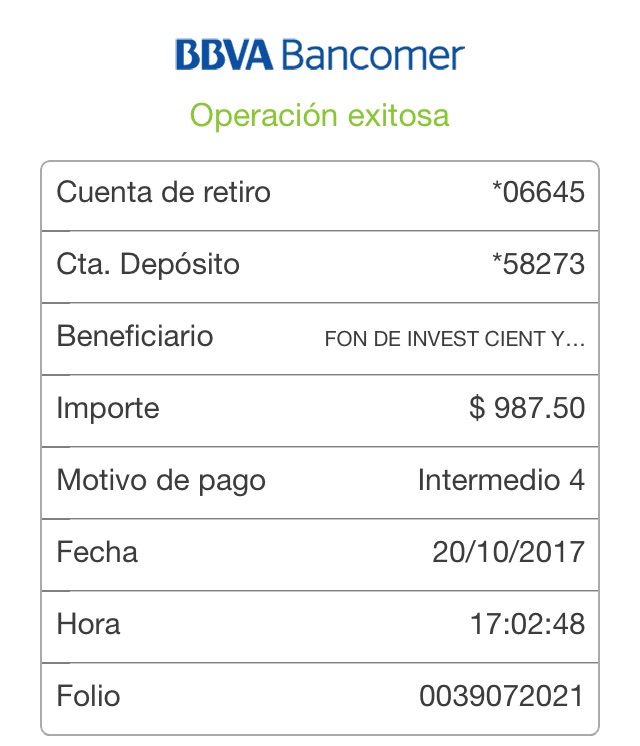 BBVA Bancomer
Operación exitosa
Cuenta de retiro *06645
Cta. Depósito *58273
Beneficiario FON DE INVEST CIENT Y...
Importe $ 987.50
Motivo de pago Intermedio 4
Fecha 20/10/2017
Hora 17:02:48
Folio 0039072021